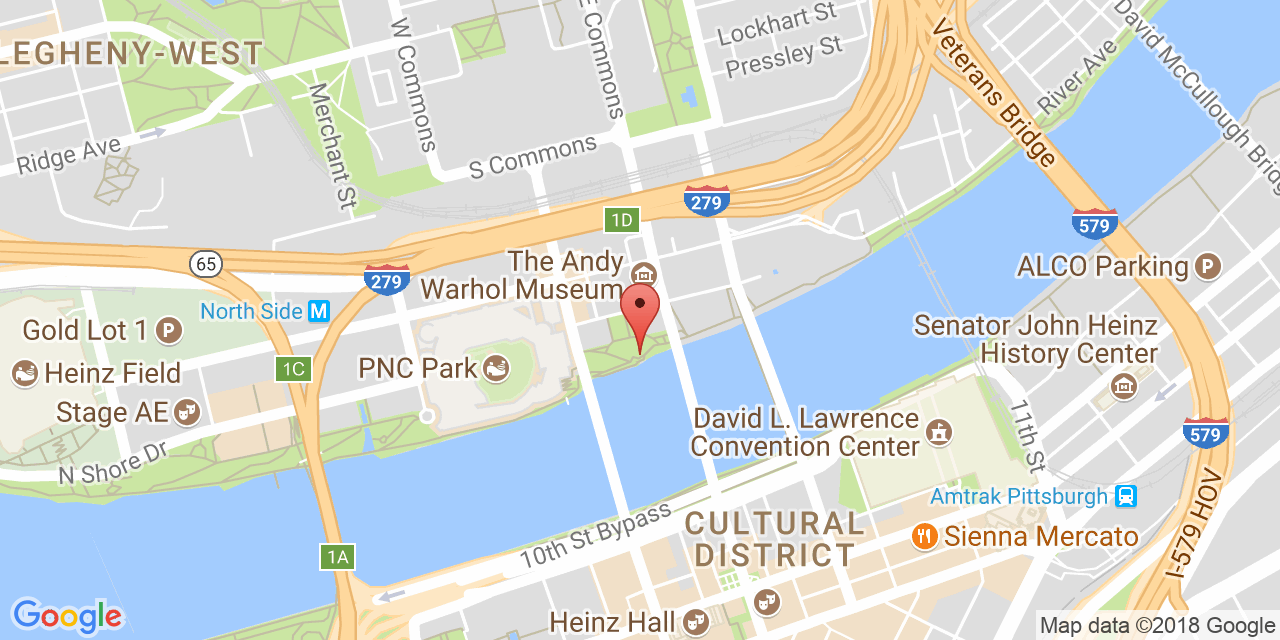 Lockhart St
Pressley St
W Commons
E Commons
Veterans Bridge
River Ave
David McCullough Bridge
LEGHENY-WEST
Merchant St
Ridge Ave
S Commons
279
1D
579
65
279
The Andy
Warhol Museum
ALCO Parking
P
North Side
M
Gold Lot 1
P
Senator John Heinz
History Center
PNC Park
1C
Heinz Field
Stage AE
David L. Lawrence
Convention Center
11th St
579
N Shore Dr
Amtrak Pittsburgh
10th St Bypass
CULTURAL
DISTRICT
Sienna Mercato
I-579 HOV
1A
Heinz Hall
Google
Map data ©2018 Google